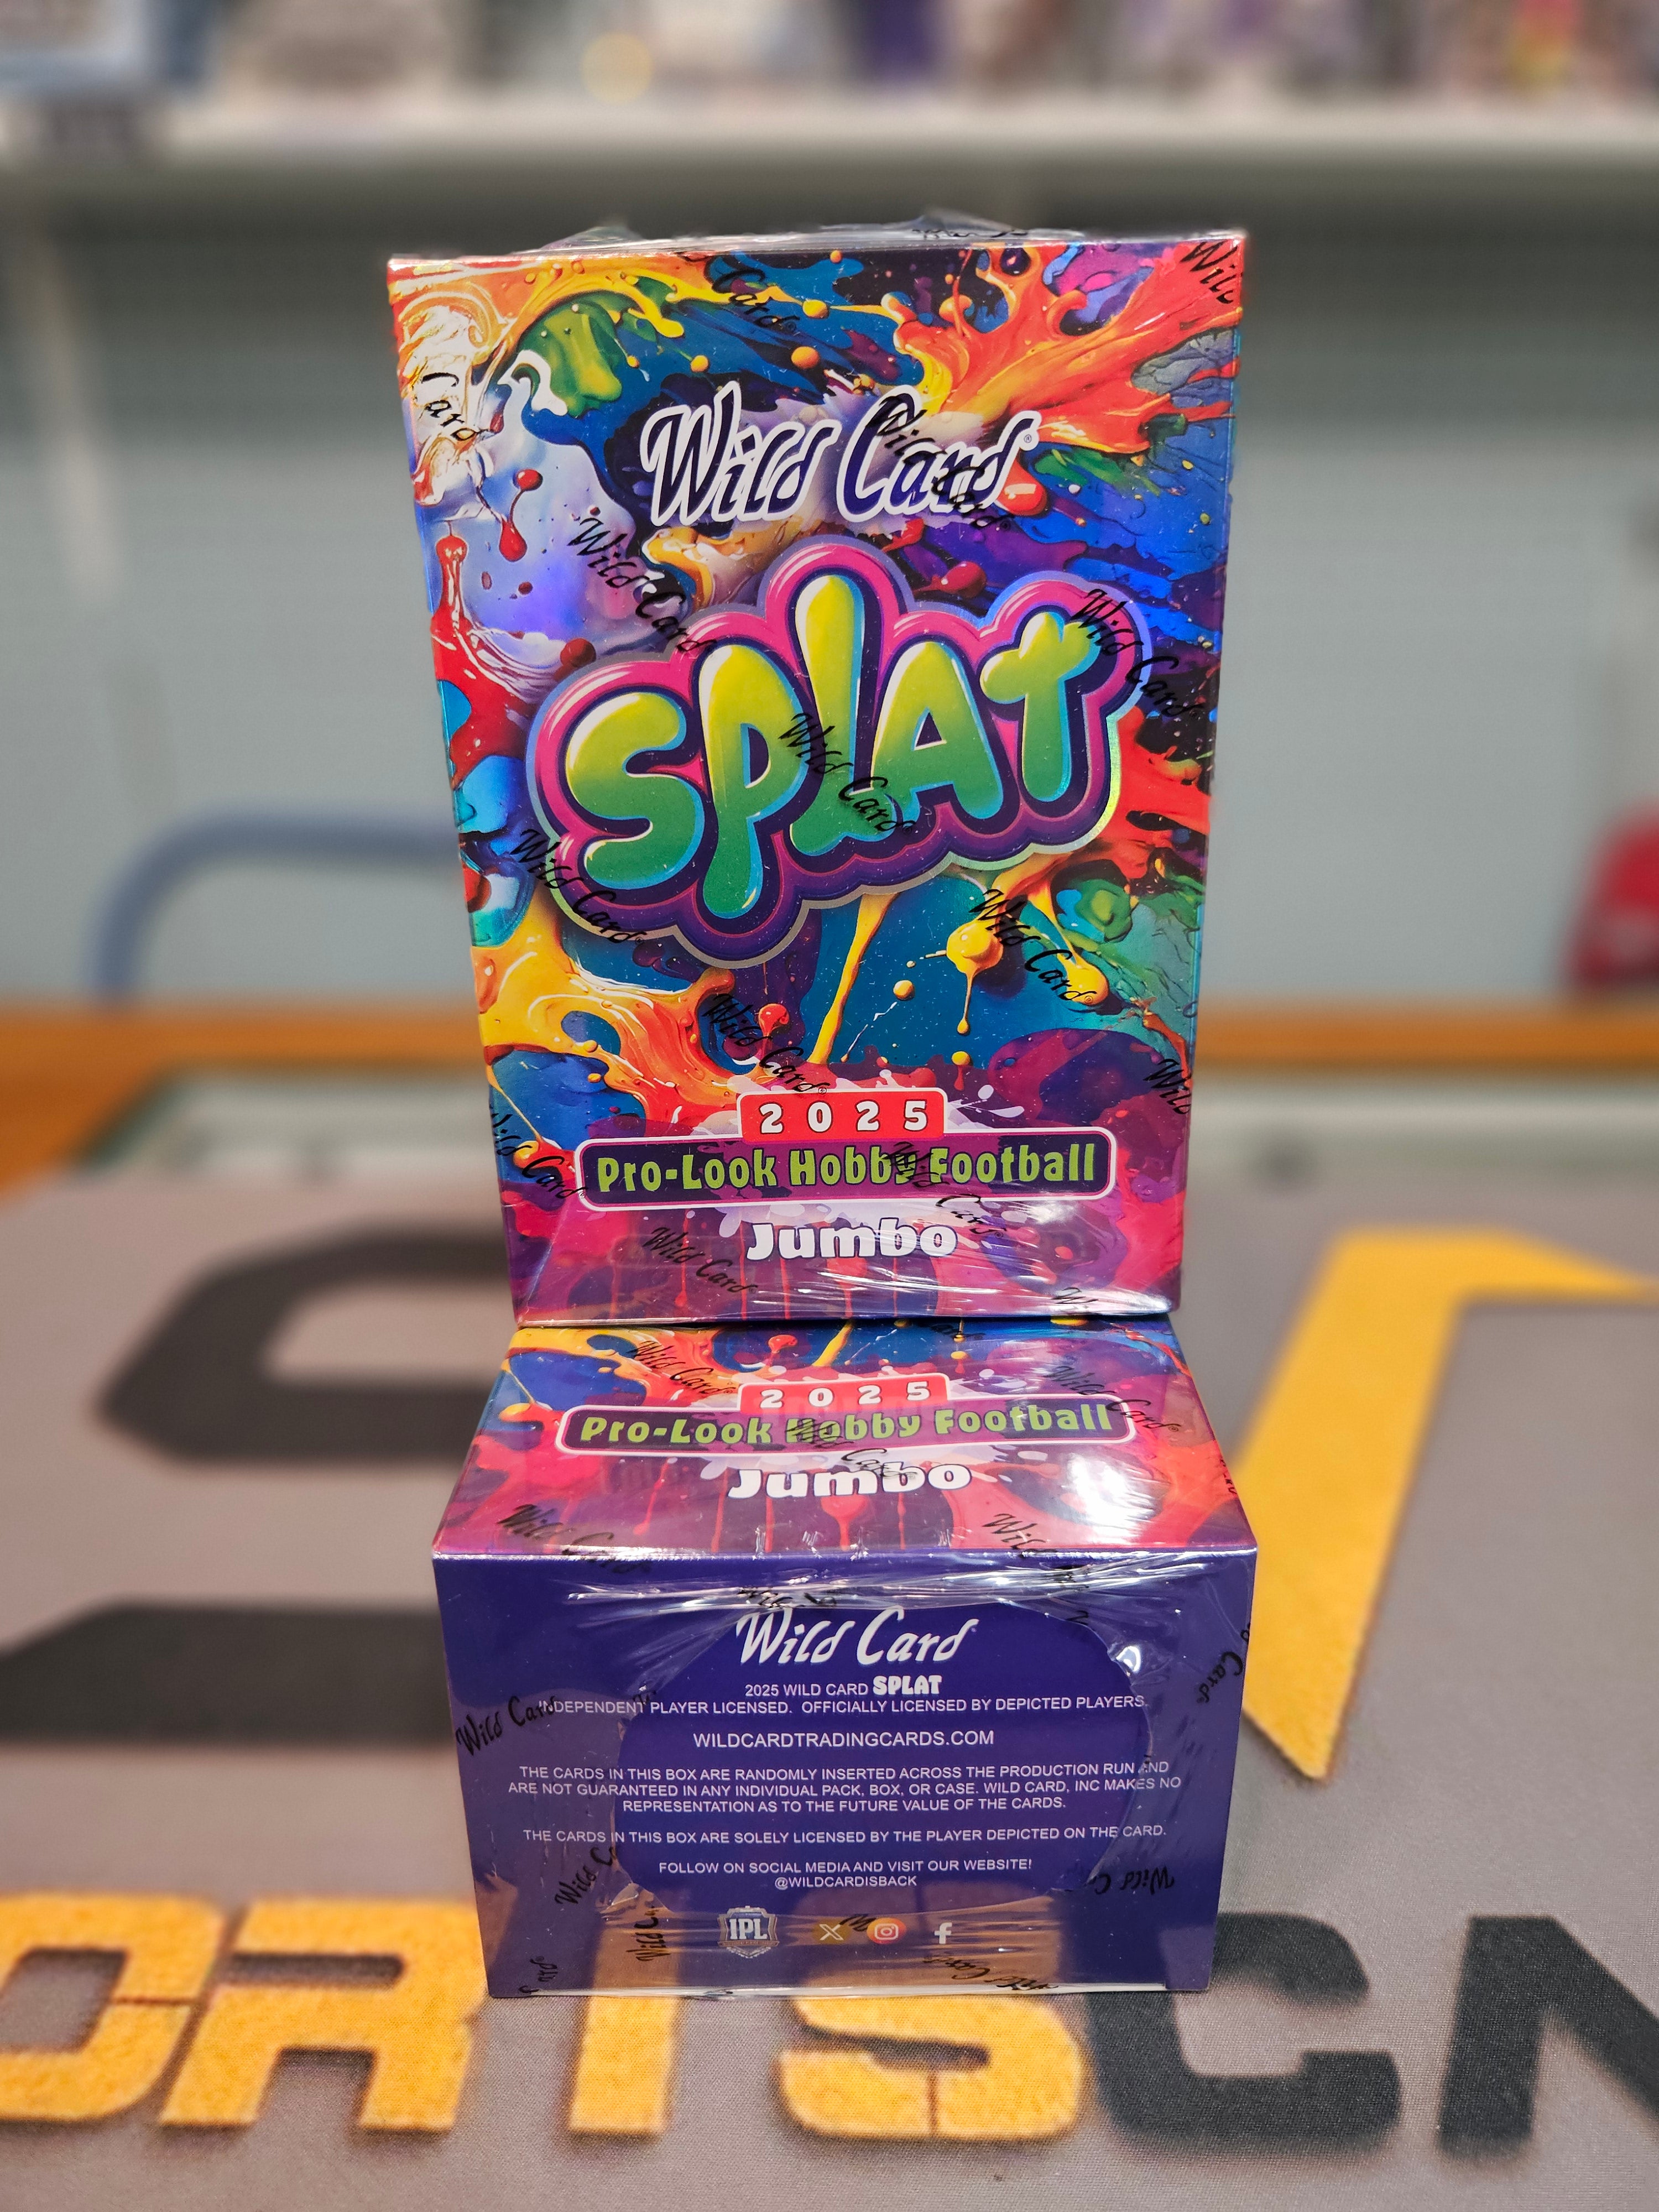 Wild Card®
SPLAT
2025
Pro-Look Hobby Football
Jumbo
2025
Pro-Look Hobby Football
Jumbo
Wild Card
2025 WILD CARD SPLAT
INDEPENDENT PLAYER LICENSED. OFFICIALLY LICENSED BY DEPICTED PLAYERS.
WILDCARDTRADINGCARDS.COM
THE CARDS IN THIS BOX ARE RANDOMLY INSERTED ACROSS THE PRODUCTION RUN AND
ARE NOT GUARANTEED IN ANY INDIVIDUAL PACK, BOX, OR CASE. WILD CARD, INC MAKES NO
REPRESENTATION AS TO THE FUTURE VALUE OF THE CARDS.
THE CARDS IN THIS BOX ARE SOLELY LICENSED BY THE PLAYER DEPICTED ON THE CARD.
FOLLOW ON SOCIAL MEDIA AND VISIT OUR WEBSITE!
@WILDCARDISBACK
IPL
ORTSCN